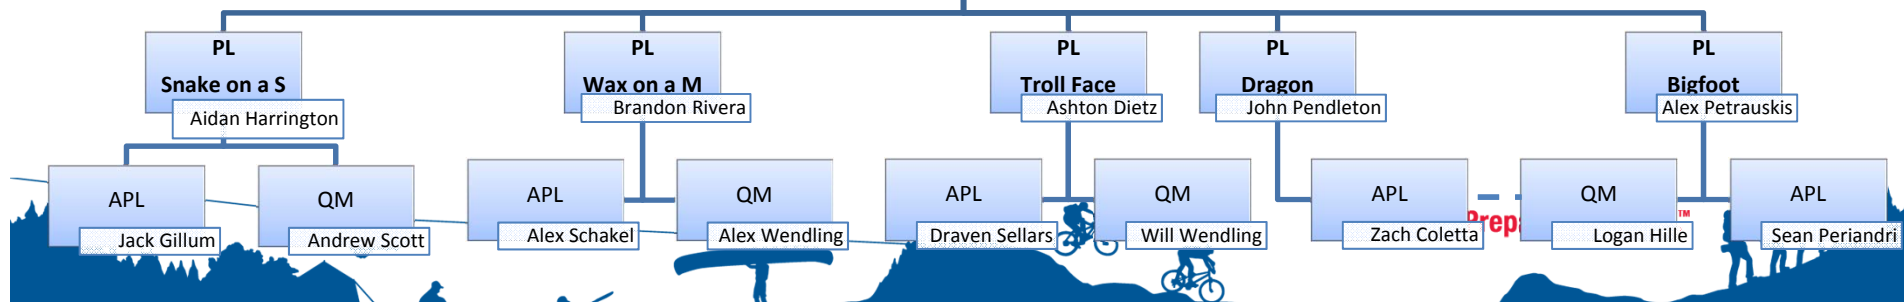 PL
Snake on a S
Aidan Harrington
PL
Wax on a M
Brandon Rivera
PL
Troll Face
Ashton Dietz
PL
Dragon
John Pendleton
PL
Bigfoot
Alex Petrauskis
APL
Jack Gillum
QM
Andrew Scott
APL
Alex Schakel
QM
Alex Wendling
APL
Draven Sellars
QM
Will Wendling
APL
Zach Coletta
QM
Logan Hille
APL
Sean Periandri
Prepa
™